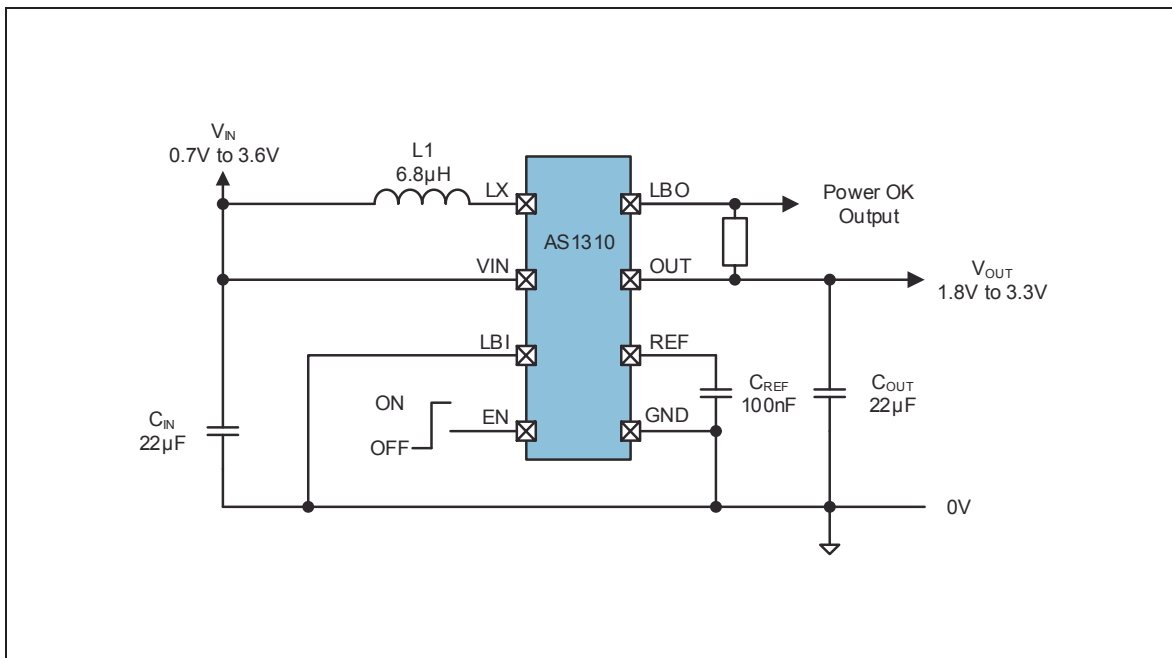 V_IN
0.7V to 3.6V
L1
6.8µH
LX
LBO
Power OK
Output
AS1310
VIN
OUT
V_OUT
1.8V to 3.3V
LBI
REF
C_REF
100nF
C_OUT
22µF
C_IN
22µF
ON
OFF
EN
GND
0V